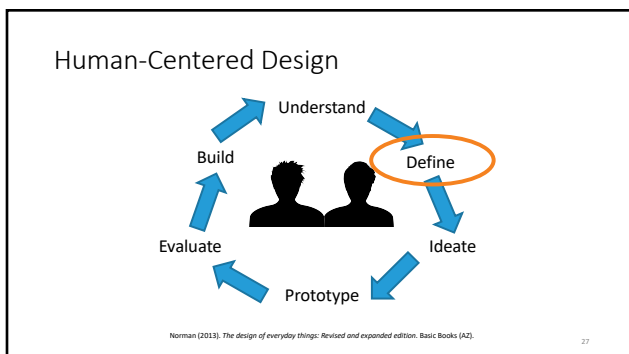 Human-Centered Design
Understand
Define
Ideate
Prototype
Evaluate
Build
Norman (2013). The design of everyday things: Revised and expanded edition. Basic Books (AZ).
27